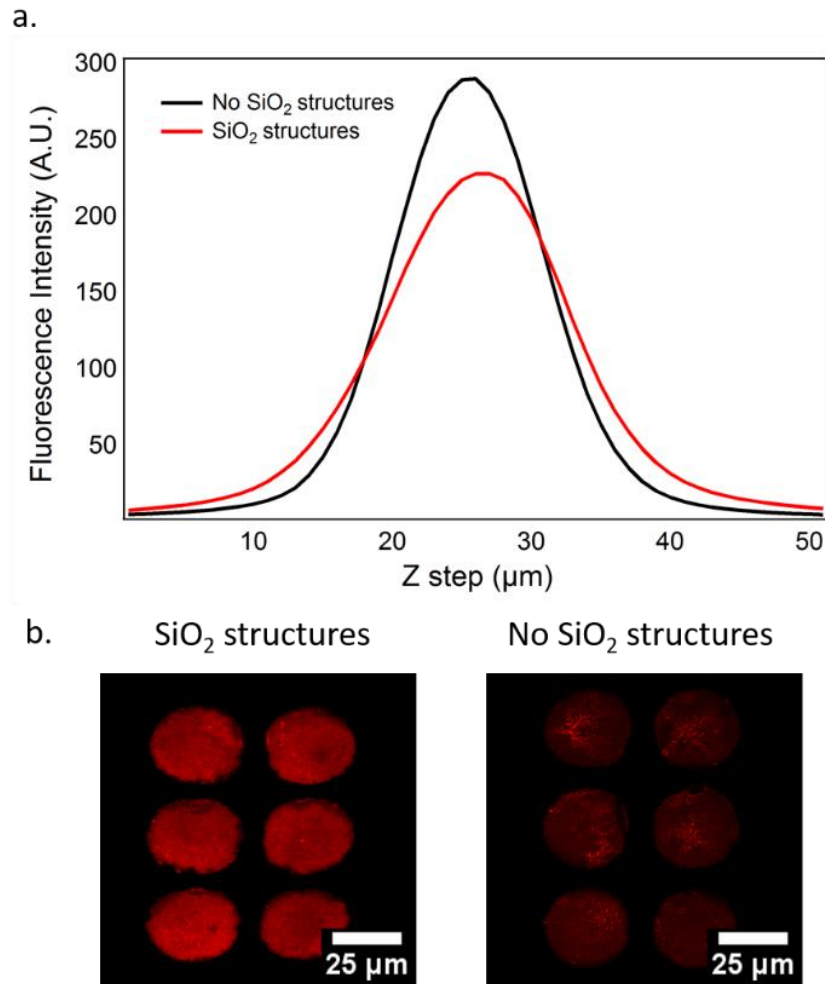 a.
300
250
200
150
100
50
Fluorescence Intensity (A.U.)
No SiO₂ structures
SiO₂ structures
10 20 30 40 50
Z step (µm)
b.
SiO₂ structures
No SiO₂ structures
25 µm
25 µm